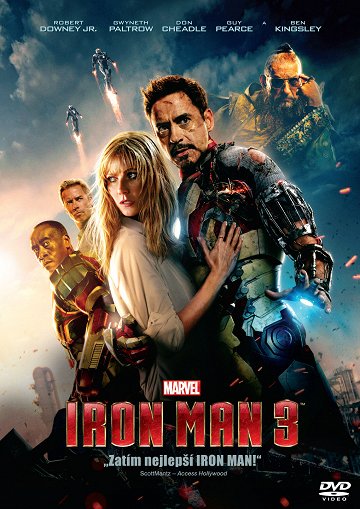 ROBERT GWYNETH DON GUY A BEN
DOWNEY JR. PALTROW CHEADLE PEARCE KINGSLEY
MARVEL
IRON MAN 3
„Zatím nejlepší IRON MAN!“
ScottMantz – Access Hollywood
DVD
VIDEO